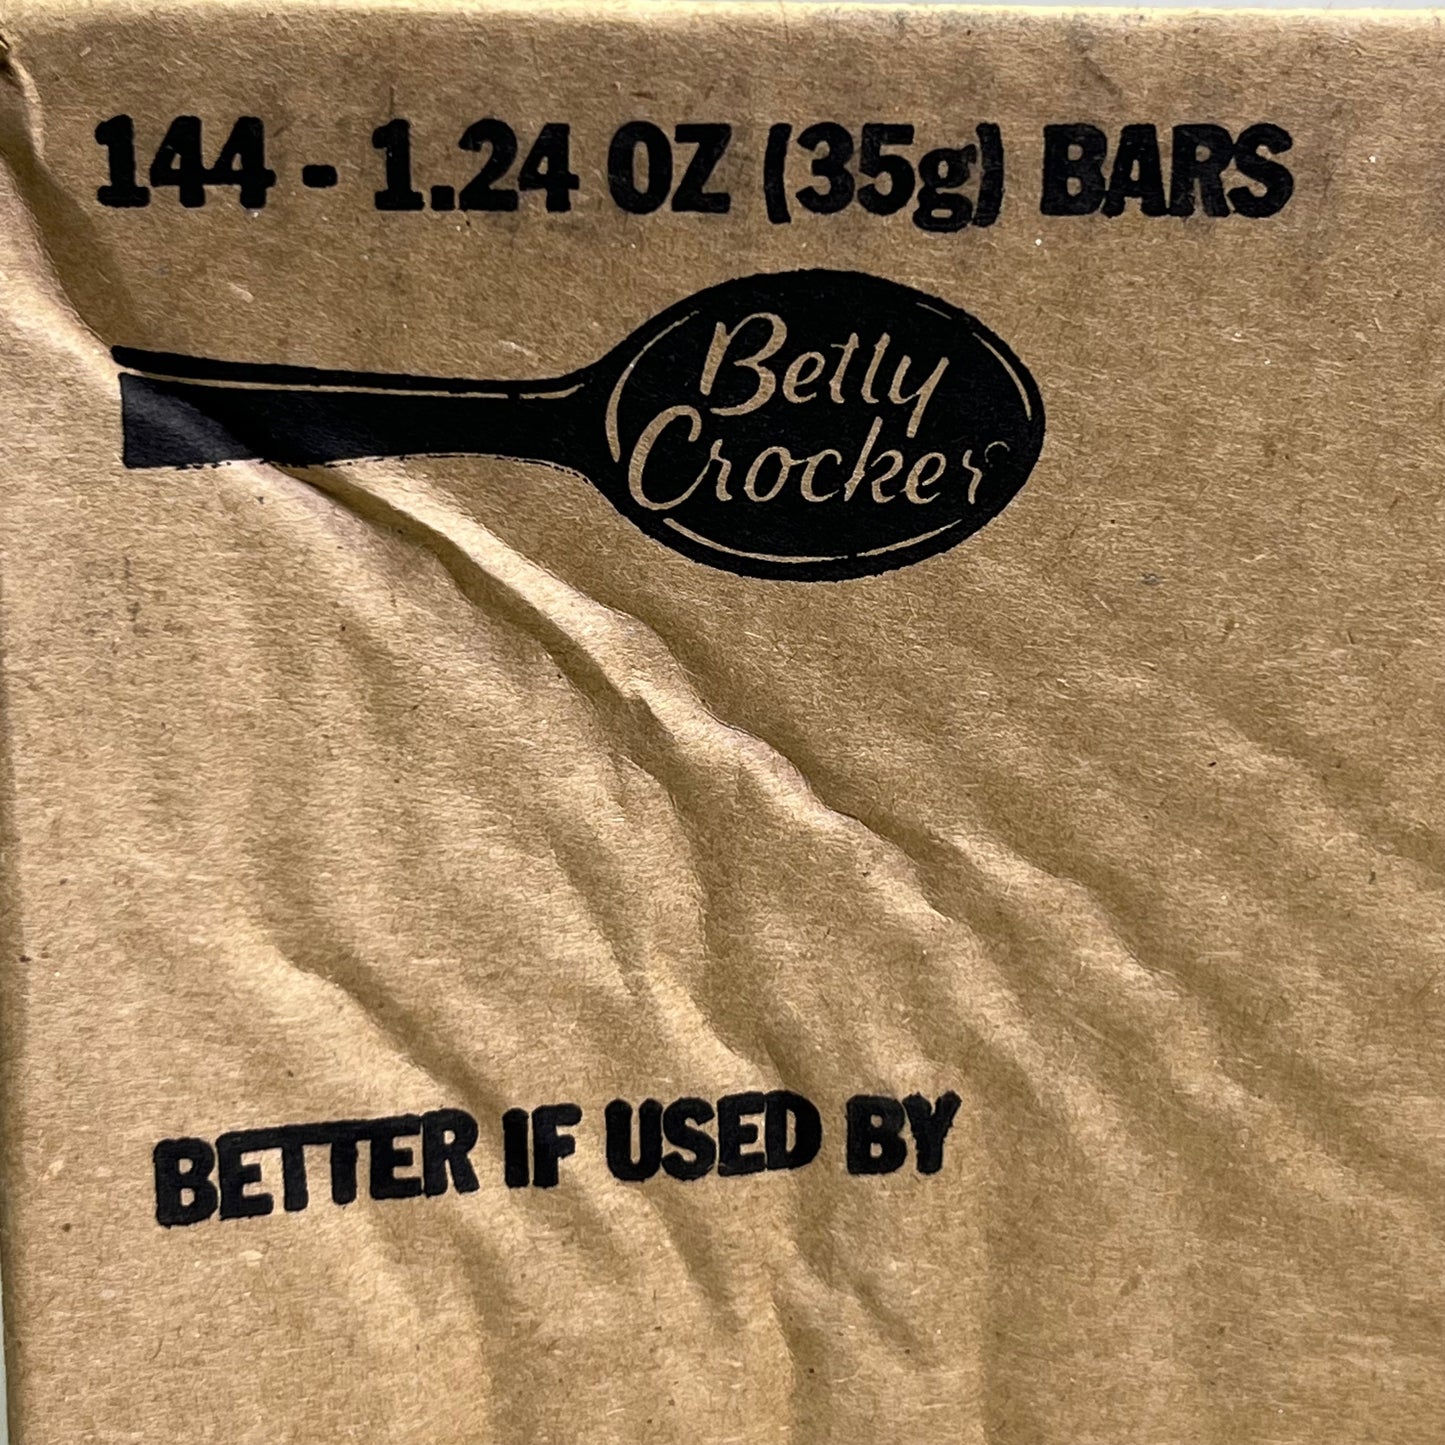 144 - 1.24 OZ (35g) BARS
Betty
Crocker
BETTER IF USED BY